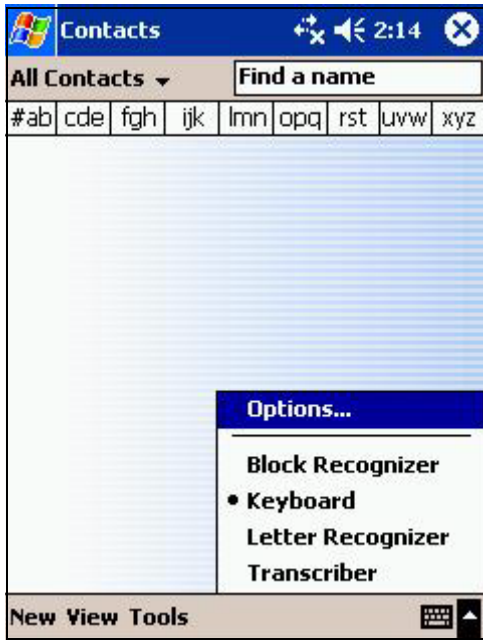 Contacts 2:14
All Contacts Find a name
#ab cde fgh ijk lmn opq rst uvw xyz
Options...
Block Recognizer
Keyboard
Letter Recognizer
Transcriber
New View Tools